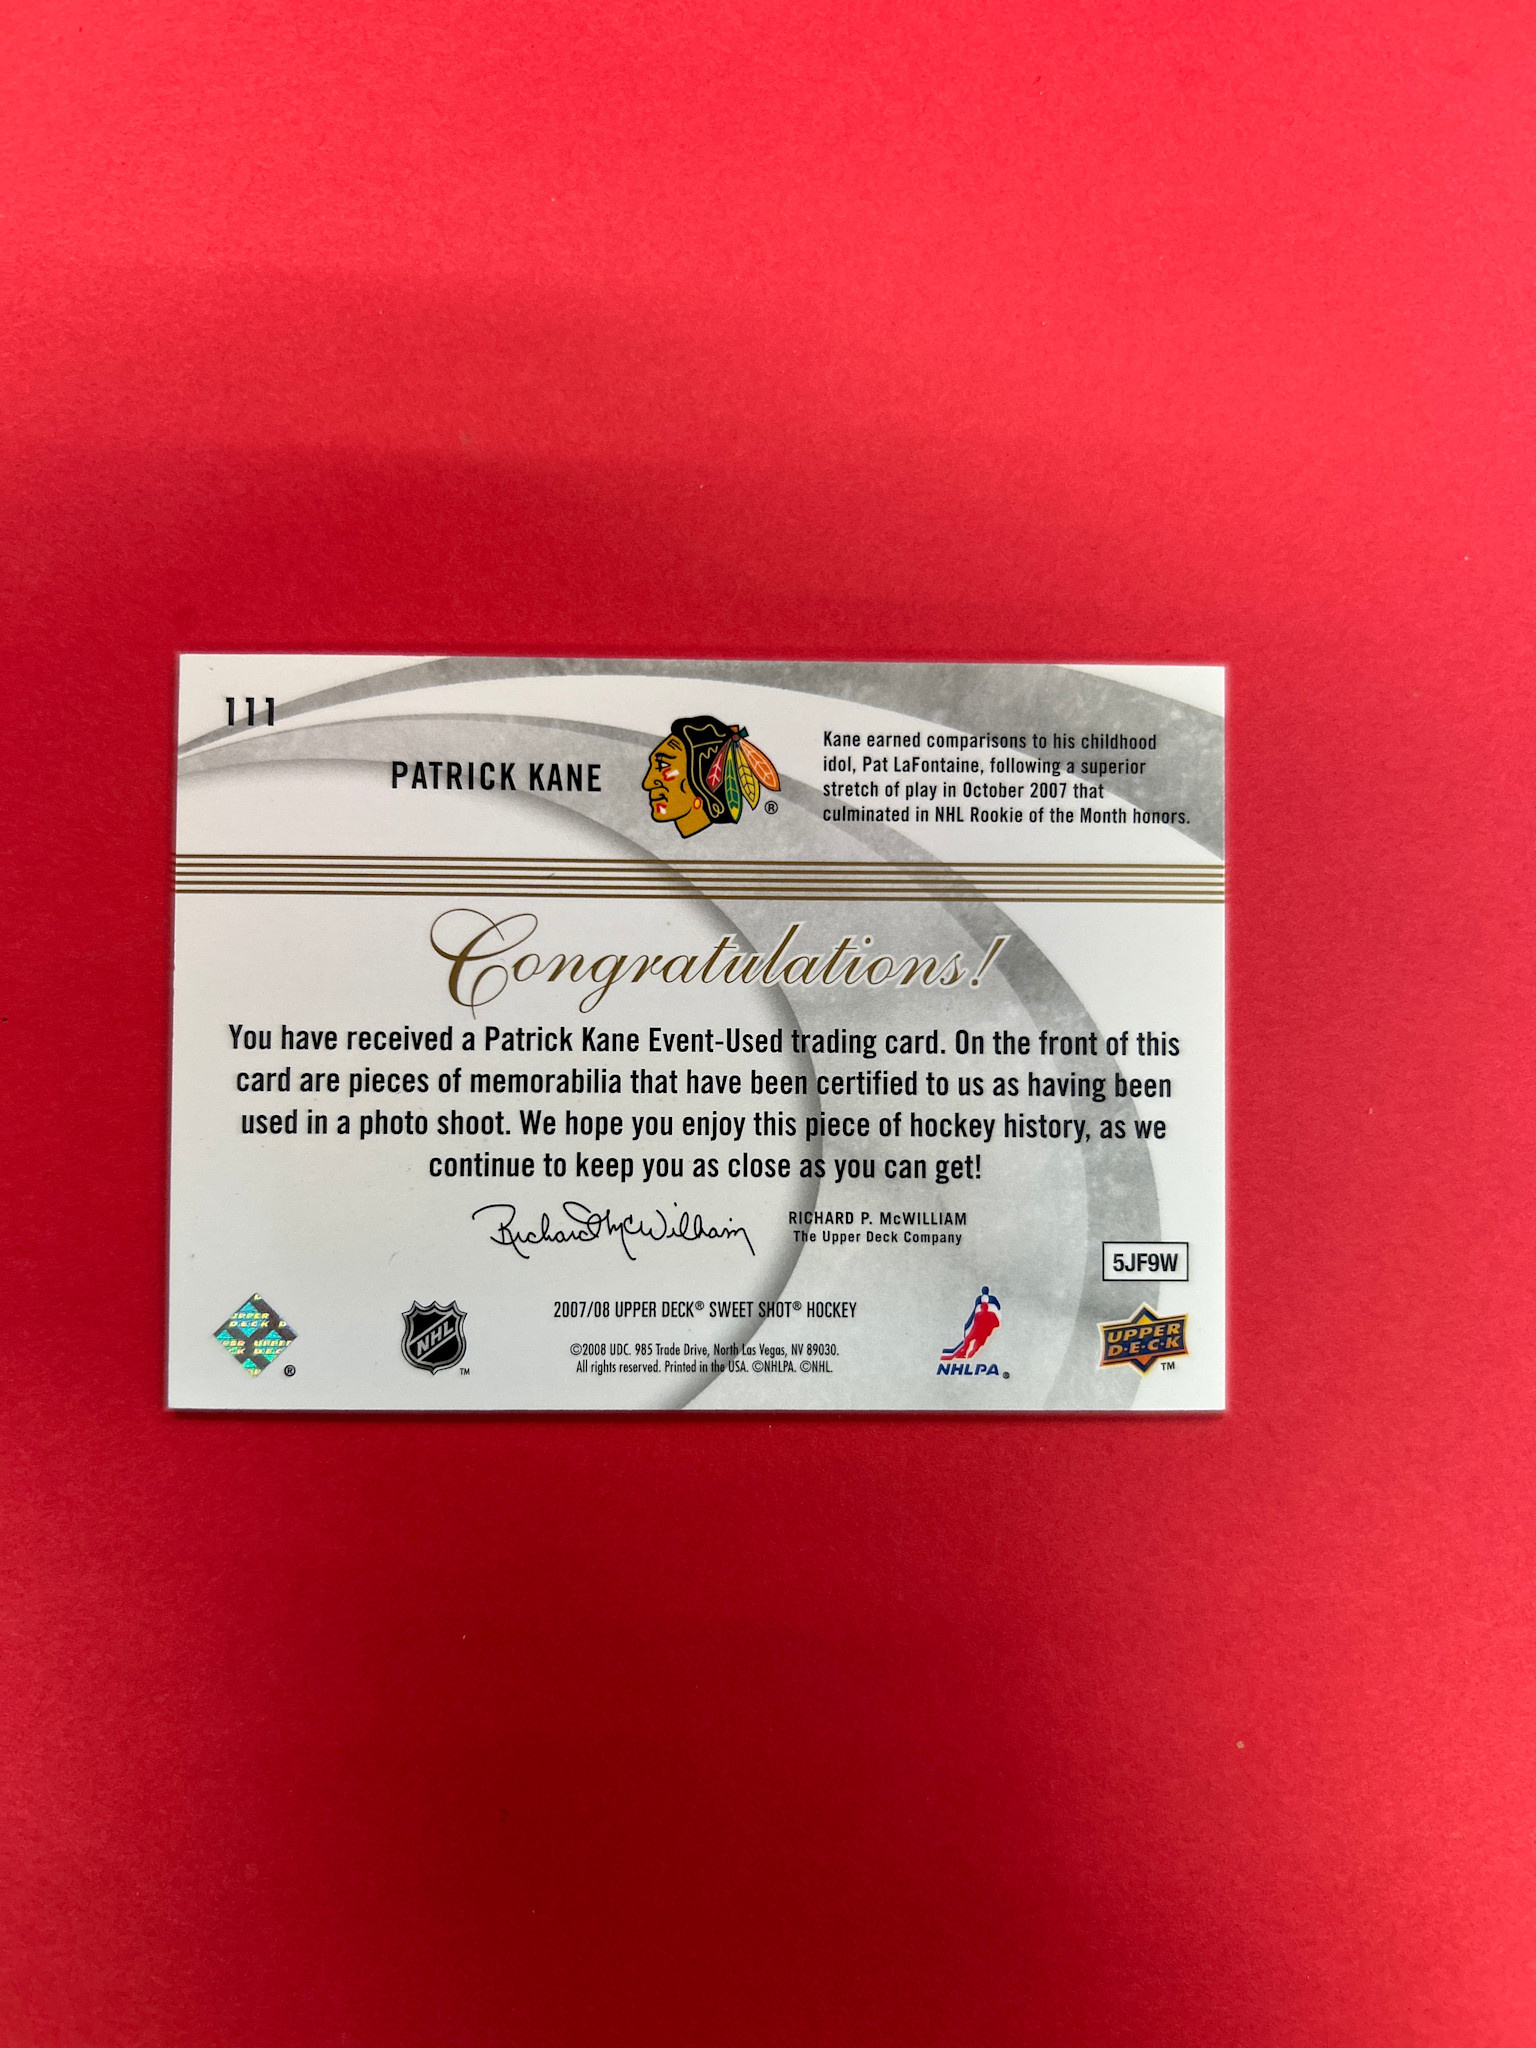 111
PATRICK KANE
®
Kane earned comparisons to his childhood
idol, Pat LaFontaine, following a superior
stretch of play in October 2007 that
culminated in NHL Rookie of the Month honors.
Congratulations!
You have received a Patrick Kane Event-Used trading card. On the front of this
card are pieces of memorabilia that have been certified to us as having been
used in a photo shoot. We hope you enjoy this piece of hockey history, as we
continue to keep you as close as you can get!
Richard McWilliam
RICHARD P. McWILLIAM
The Upper Deck Company
5JF9W
UPPER
DECK
®
NHL
TM
2007/08 UPPER DECK® SWEET SHOT® HOCKEY
©2008 UDC. 985 Trade Drive, North Las Vegas, NV 89030.
All rights reserved. Printed in the USA. ©NHLPA. ©NHL.
NHLPA®
UPPER
D·E·C·K
TM